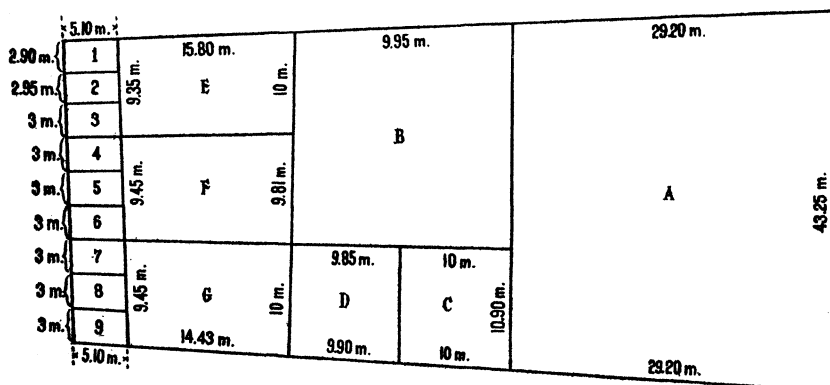 5.10 m.
15.80 m.
9.95 m.
29.20 m.
2.90 m.
1
2.95 m.
2
3 m.
3
3 m.
4
3 m.
5
3 m.
6
3 m.
7
3 m.
8
3 m.
9
5.10 m.
9.35 m.
E
10 m.
9.45 m.
F
9.81 m.
9.45 m.
G
10 m.
14.43 m.
B
9.85 m.
D
9.90 m.
10 m.
C
10.90 m.
10 m.
A
43.25 m.
29.20 m.